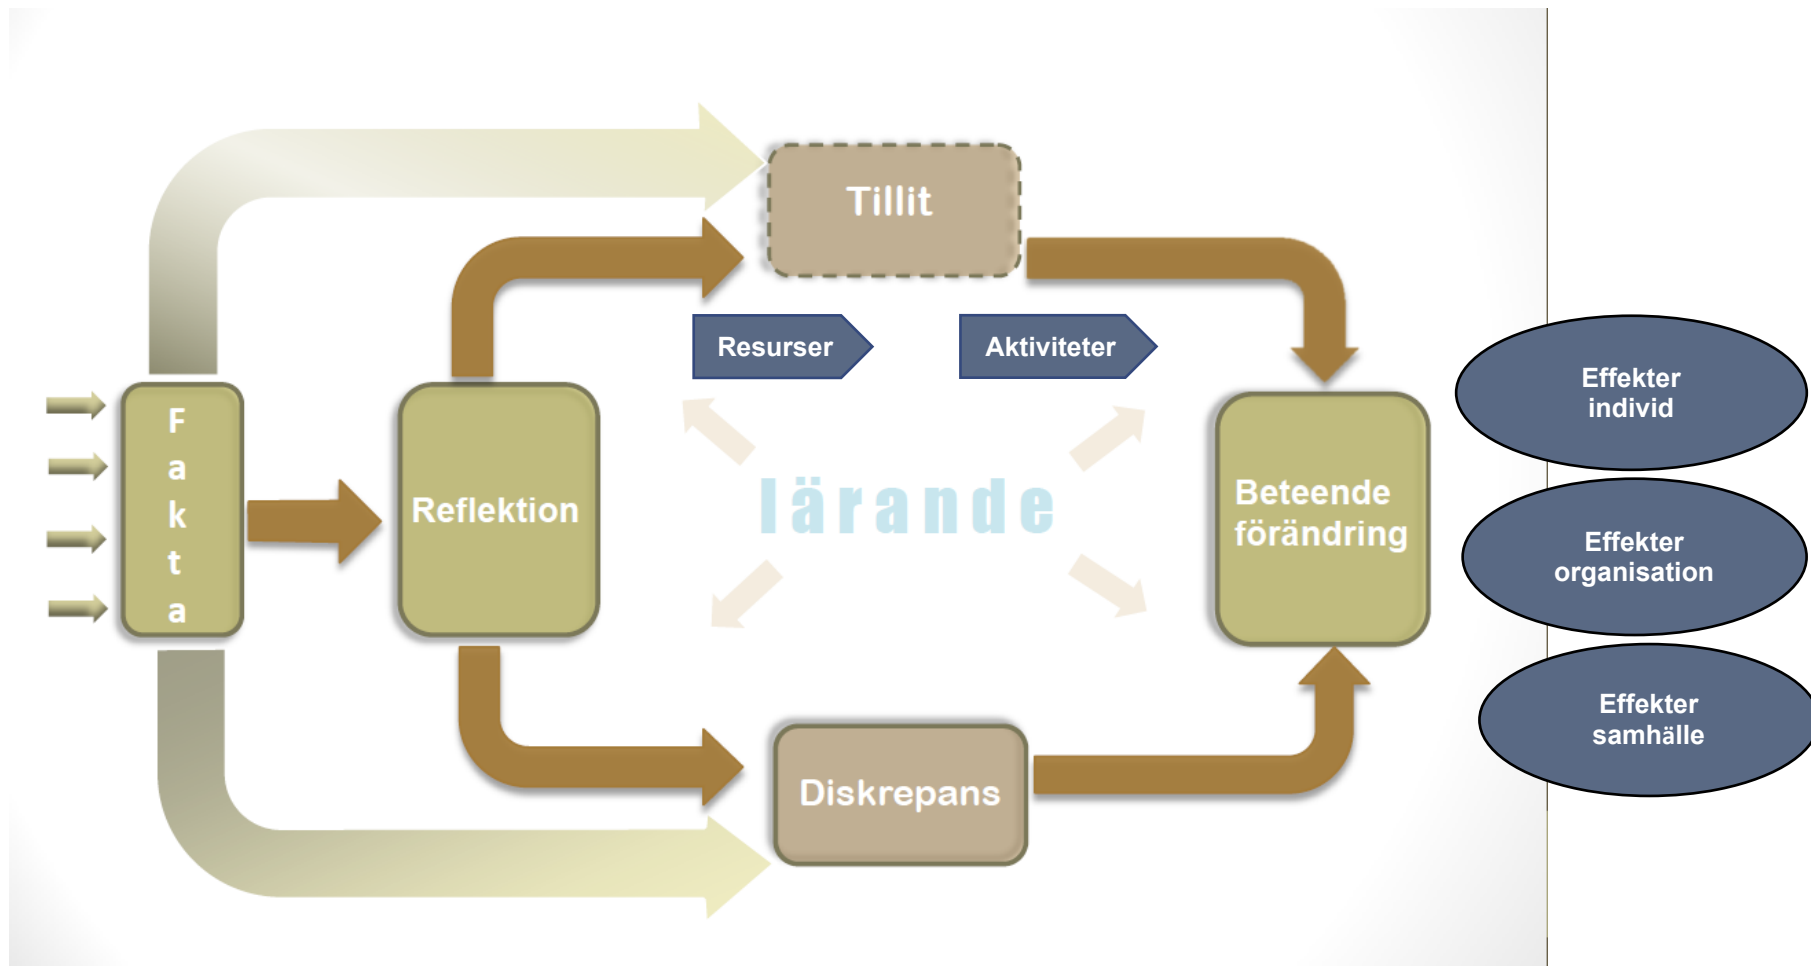 Tillit
Resurser
Aktiviteter
Effekter
individ
F
a
k
t
a
Reflektion
lärande
Beteende
förändring
Effekter
organisation
Effekter
samhälle
Diskrepans